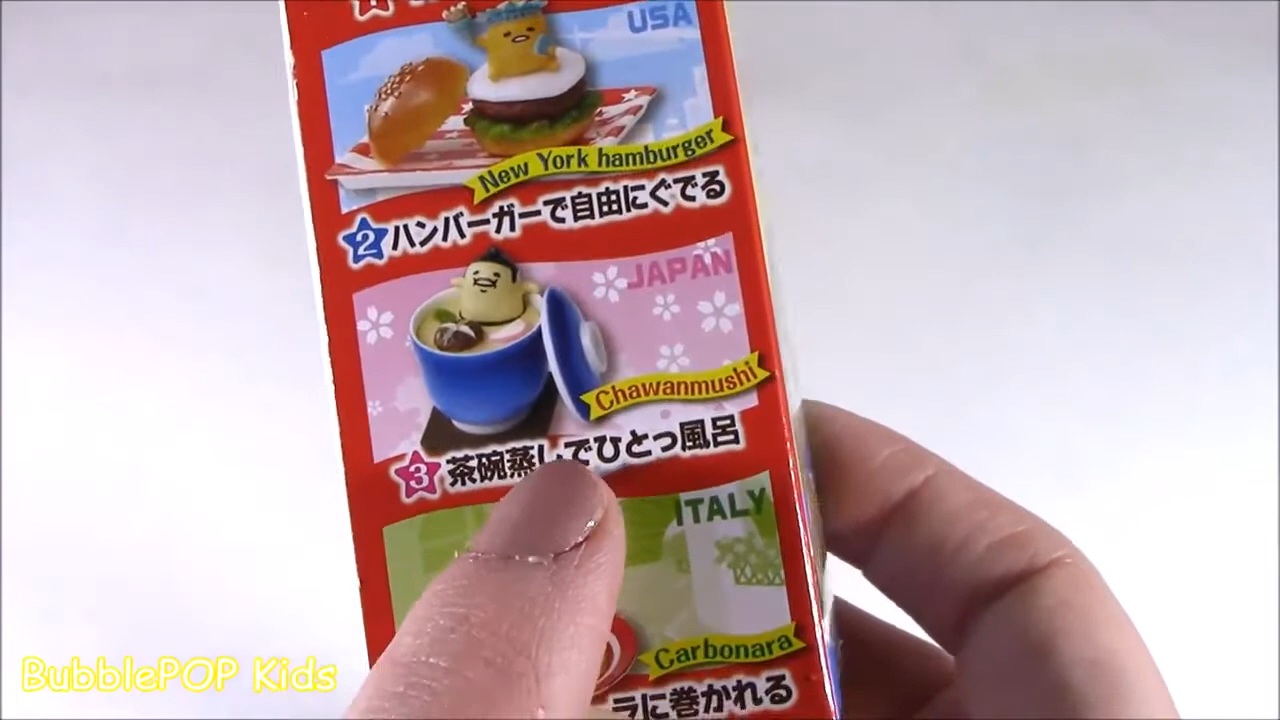 USA
New York hamburger
2 ハンバーガーで自由にぐでる
JAPAN
Chawanmushi
3 茶碗蒸しでひとっ風呂
ITALY
Carbonara
ラに巻かれる
BubblePOP Kids